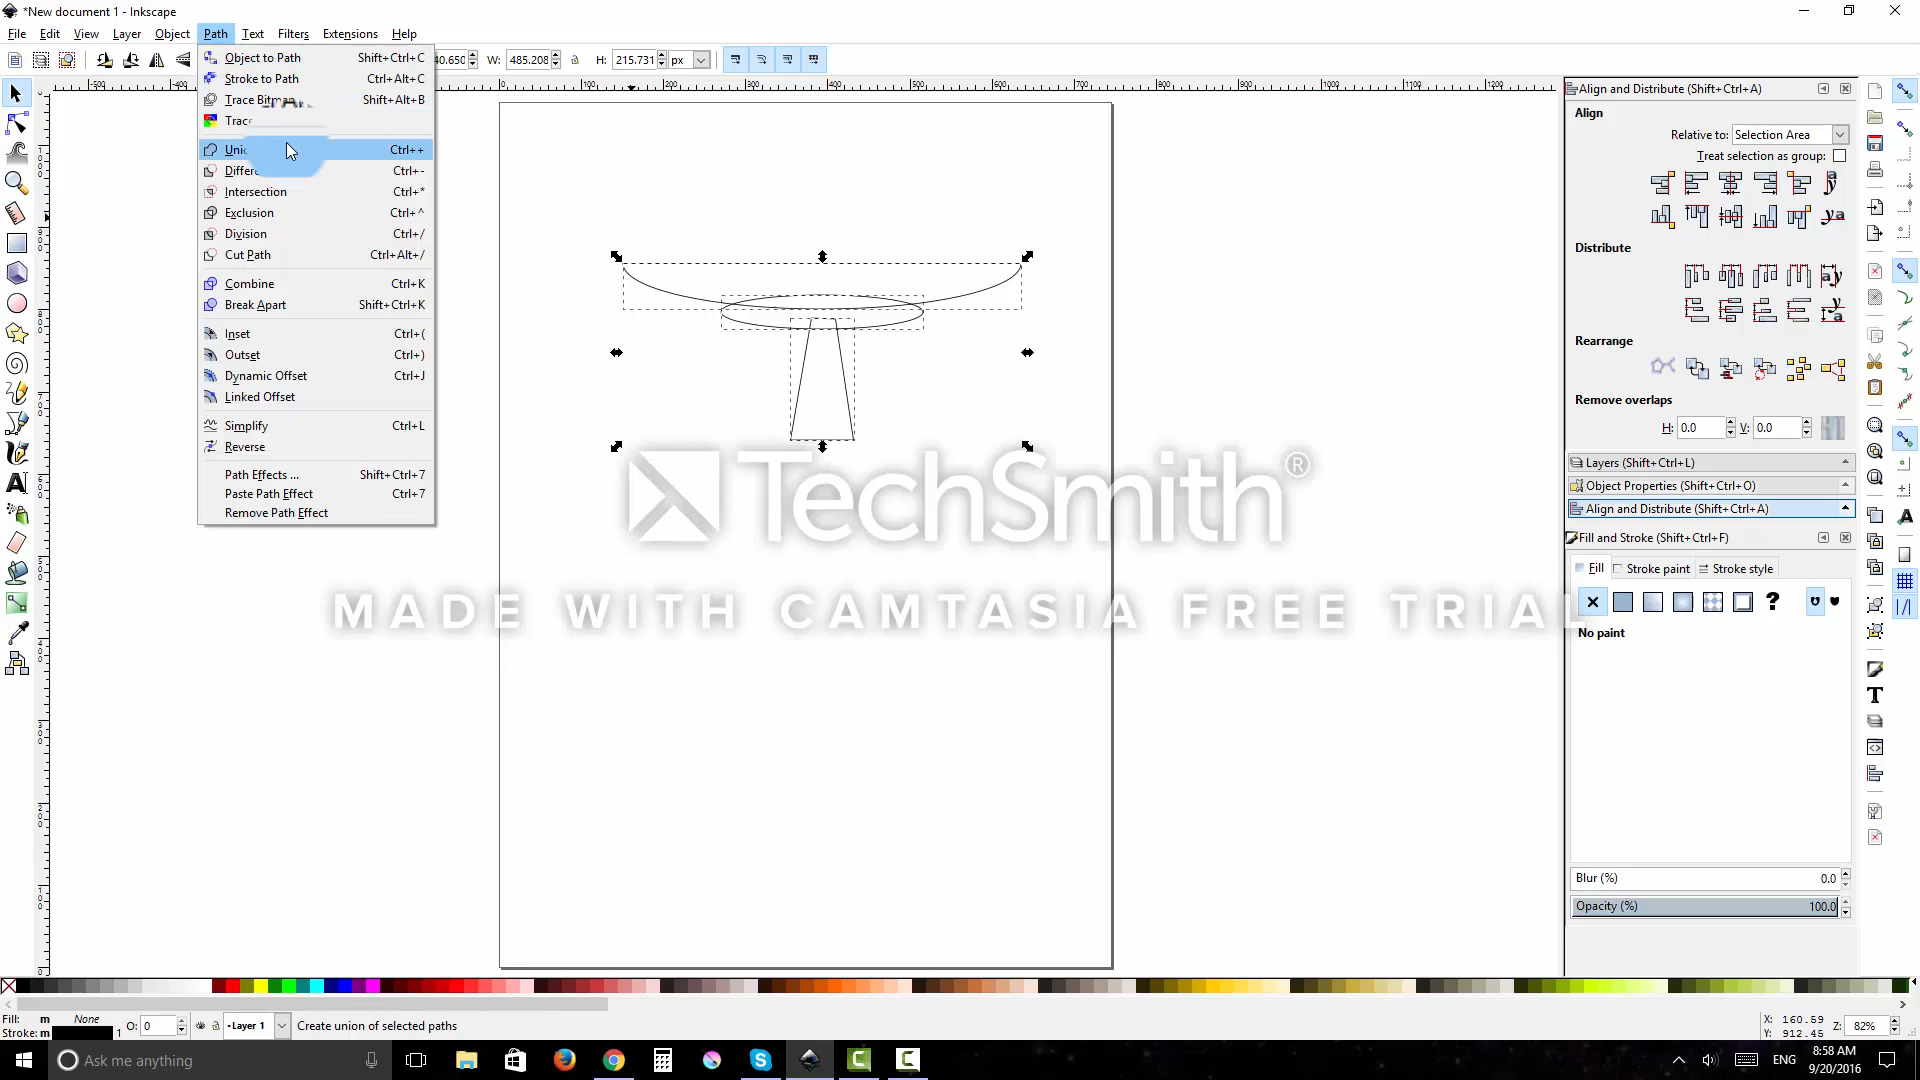 *New document 1 - Inkscape
File Edit View Layer Object Path Text Filters Extensions Help
40.650 W: 485.208 H: 215.731 px
Object to Path Shift+Ctrl+C
Stroke to Path Ctrl+Alt+C
Trace Bitmap Shift+Alt+B
Trac
Unio Ctrl++
Differe Ctrl+-
Intersection Ctrl+*
Exclusion Ctrl+^
Division Ctrl+/
Cut Path Ctrl+Alt+/
Combine Ctrl+K
Break Apart Shift+Ctrl+K
Inset Ctrl+(
Outset Ctrl+)
Dynamic Offset Ctrl+J
Linked Offset
Simplify Ctrl+L
Reverse
Path Effects ... Shift+Ctrl+7
Paste Path Effect Ctrl+7
Remove Path Effect
Align and Distribute (Shift+Ctrl+A)
Align
Relative to: Selection Area
Treat selection as group:
Distribute
Rearrange
Remove overlaps
H: 0.0 V: 0.0
Layers (Shift+Ctrl+L)
Object Properties (Shift+Ctrl+O)
Align and Distribute (Shift+Ctrl+A)
Fill and Stroke (Shift+Ctrl+F)
Fill Stroke paint Stroke style
No paint
Blur (%) 0.0
Opacity (%) 100.0
TechSmith®
MADE WITH CAMTASIA FREE TRIAL
Fill: m None
Stroke: m 1 O: 0 Layer 1 Create union of selected paths
X: 160.59
Y: 912.45 Z: 82%
Ask me anything
ENG
8:58 AM
9/20/2016